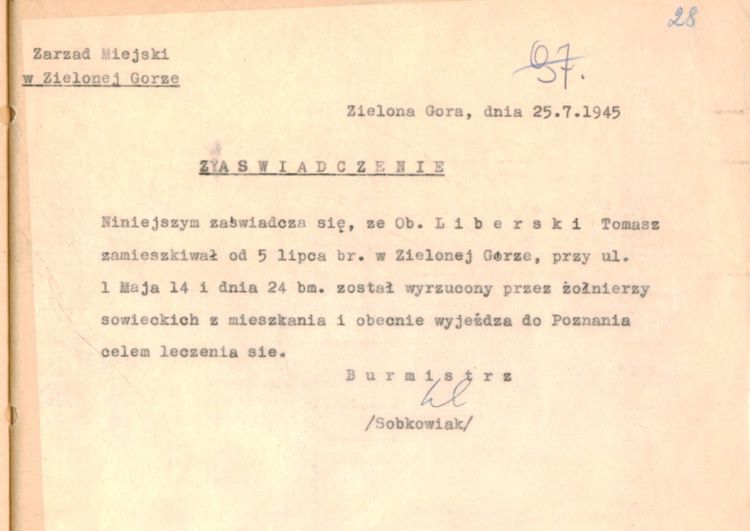 28
Zarzad Miejski
w Zielonej Gorze
97.
Zielona Gora, dnia 25.7.1945
ZAŚWIADCZENIE
Niniejszym zaświadcza się, ze Ob. L i b e r s k i Tomasz
zamieszkiwał od 5 lipca br. w Zielonej Gorze, przy ul.
1 Maja 14 i dnia 24 bm. został wyrzucony przez żołnierzy
sowieckich z mieszkania i obecnie wyjeżdza do Poznania
celem leczenia sie.
B u r m i s t r z
/Sobkowiak/